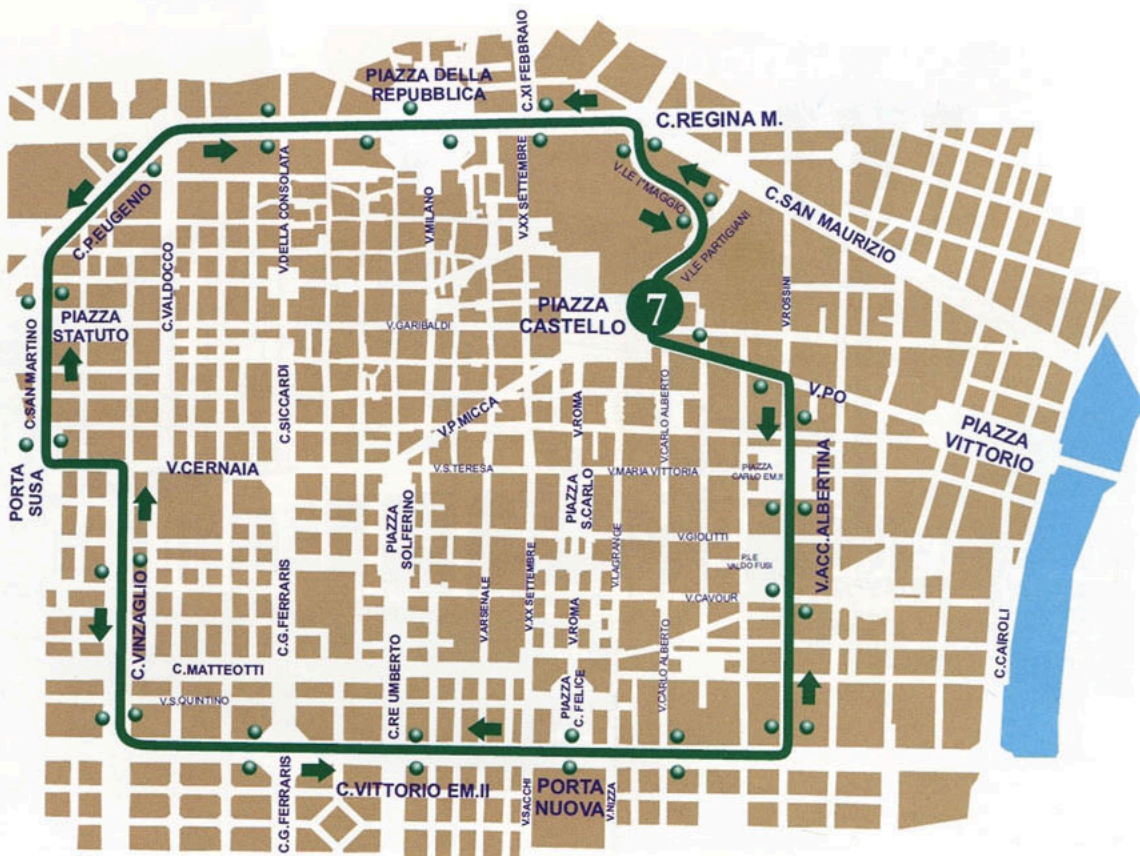 C.XI FEBBRAIO
PIAZZA DELLA
REPUBBLICA
C.REGINA M.
V.LE I°MAGGIO
V.LE PARTIGIANI
C.SAN MAURIZIO
C.P.EUGENIO
V.DELLA CONSOLATA
V.MILANO
V.XX SETTEMBRE
C.VALDOCCO
PIAZZA
STATUTO
C.SAN MARTINO
V.GARIBALDI
PIAZZA
CASTELLO
7
V.ROSSINI
C.SICCARDI
V.P.MICCA
V.ROMA
V.CARLO ALBERTO
V.PO
PIAZZA
VITTORIO
PORTA
SUSA
V.CERNAIA
V.S.TERESA
V.MARIA VITTORIA
PIAZZA
CARLO EM.II
PIAZZA
S.CARLO
PIAZZA
SOLFERINO
V.ACC.ALBERTINA
V.GIOLITTI
V.LAGRANGE
P.LE
VALDO FUSI
V.XX SETTEMBRE
V.ARSENALE
V.ROMA
V.CAVOUR
C.VINZAGLIO
C.G.FERRARIS
C.MATTEOTTI
V.S.QUINTINO
C.RE UMBERTO
PIAZZA
C. FELICE
V.CARLO ALBERTO
C.CAIROLI
C.G.FERRARIS
C.VITTORIO EM.II
V.SACCHI
PORTA
NUOVA
V.NIZZA